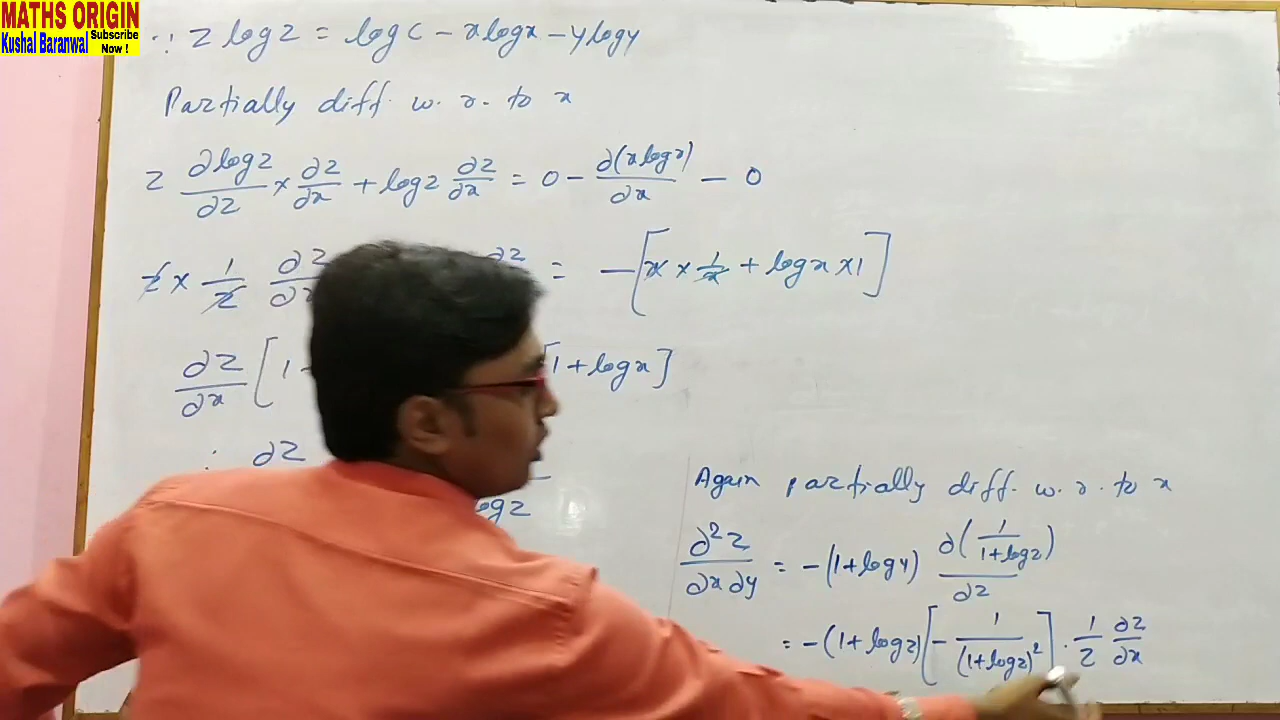 MATHS ORIGIN
Kushal Baranwal Subscribe Now !
∵ z log z = log c - x log x - y log y
Partially diff. w. r. to x
z ∂log z/∂z × ∂z/∂x + log z ∂z/∂x = 0 - ∂(x log x)/∂x - 0
z × 1/z ∂z/∂x ∂z = - [x × 1/x + log x × 1]
∂z/∂x [1 + [1 + log x]
∴ ∂z
log z
Again partially diff. w. r. to x
∂²z/∂x∂y = -(1+log y) ∂(1/(1+log z))/∂z
= -(1+log z) [- 1/(1+log z)²] . 1/z ∂z/∂x